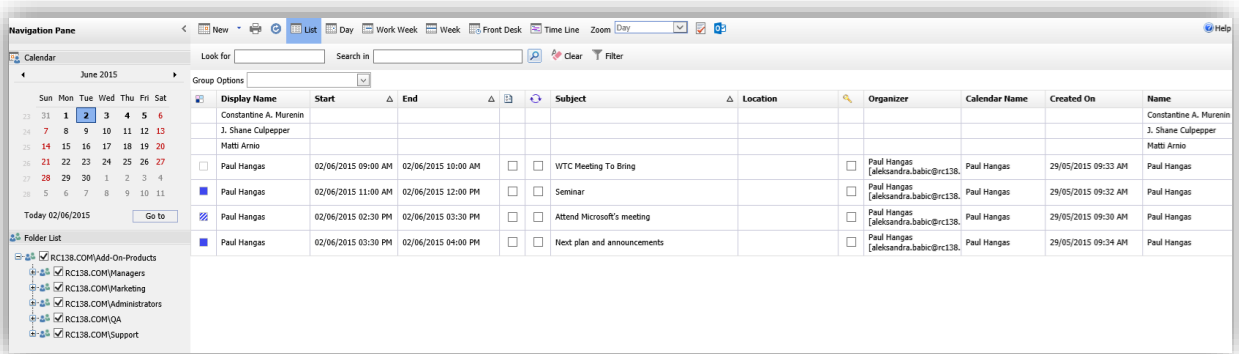 Navigation Pane
New List Day Work Week Week Front Desk Time Line Zoom Day Help
Calendar
Look for Search in Clear Filter
June 2015
Group Options
Sun Mon Tue Wed Thu Fri Sat
23 31 1 2 3 4 5 6
24 7 8 9 10 11 12 13
25 14 15 16 17 18 19 20
26 21 22 23 24 25 26 27
27 28 29 30 1 2 3 4
28 5 6 7 8 9 10 11
Today 02/06/2015 Go to
Folder List
RC138.COM\Add-On-Products
RC138.COM\Managers
RC138.COM\Marketing
RC138.COM\Administrators
RC138.COM\QA
RC138.COM\Support
Display Name Start End Subject Location Organizer Calendar Name Created On Name
Constantine A. Murenin Constantine A. Murenin
J. Shane Culpepper J. Shane Culpepper
Matti Arnio Matti Arnio
Paul Hangas 02/06/2015 09:00 AM 02/06/2015 10:00 AM WTC Meeting To Bring Paul Hangas [aleksandra.babic@rc138. Paul Hangas 29/05/2015 09:33 AM Paul Hangas
Paul Hangas 02/06/2015 11:00 AM 02/06/2015 12:00 PM Seminar Paul Hangas [aleksandra.babic@rc138. Paul Hangas 29/05/2015 09:32 AM Paul Hangas
Paul Hangas 02/06/2015 02:30 PM 02/06/2015 03:30 PM Attend Microsoft's meeting Paul Hangas [aleksandra.babic@rc138. Paul Hangas 29/05/2015 09:30 AM Paul Hangas
Paul Hangas 02/06/2015 03:30 PM 02/06/2015 04:00 PM Next plan and announcements Paul Hangas [aleksandra.babic@rc138. Paul Hangas 29/05/2015 09:34 AM Paul Hangas